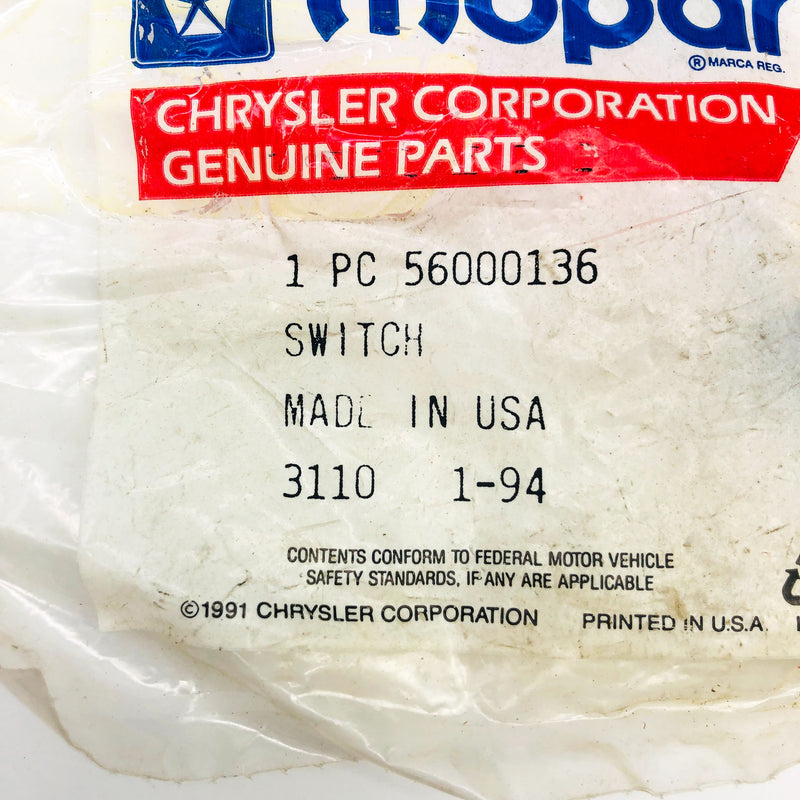 mopar
® MARCA REG.
CHRYSLER CORPORATION
GENUINE PARTS
1 PC 56000136
SWITCH
MADE IN USA
3110 1-94
CONTENTS CONFORM TO FEDERAL MOTOR VEHICLE
SAFETY STANDARDS, IF ANY ARE APPLICABLE
©1991 CHRYSLER CORPORATION PRINTED IN U.S.A.